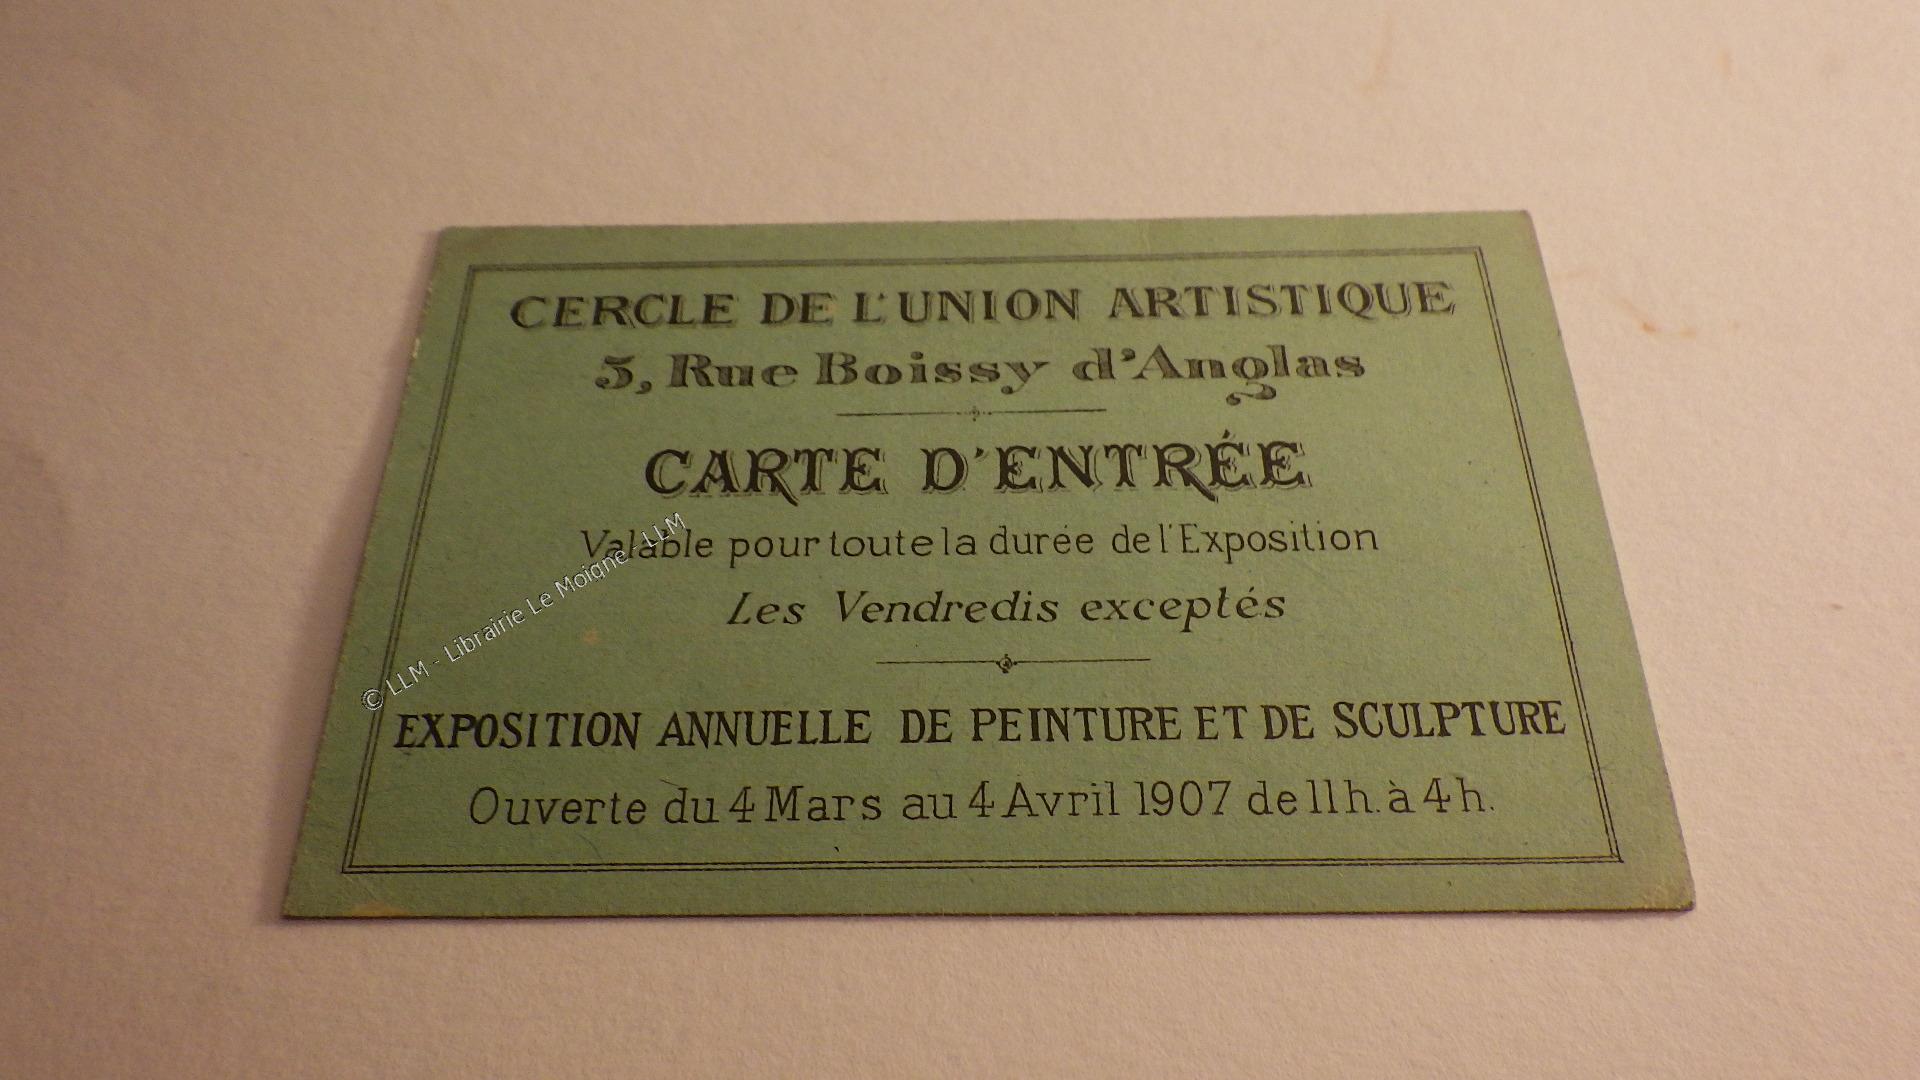 CERCLE DE L'UNION ARTISTIQUE
5, Rue Boissy d'Anglas
CARTE D'ENTRÉE
Valable pour toute la durée de l'Exposition
Les Vendredis exceptés
EXPOSITION ANNUELLE DE PEINTURE ET DE SCULPTURE
Ouverte du 4 Mars au 4 Avril 1907 de 11h. à 4h.
© LLM - Librairie Le Moigne - LLM